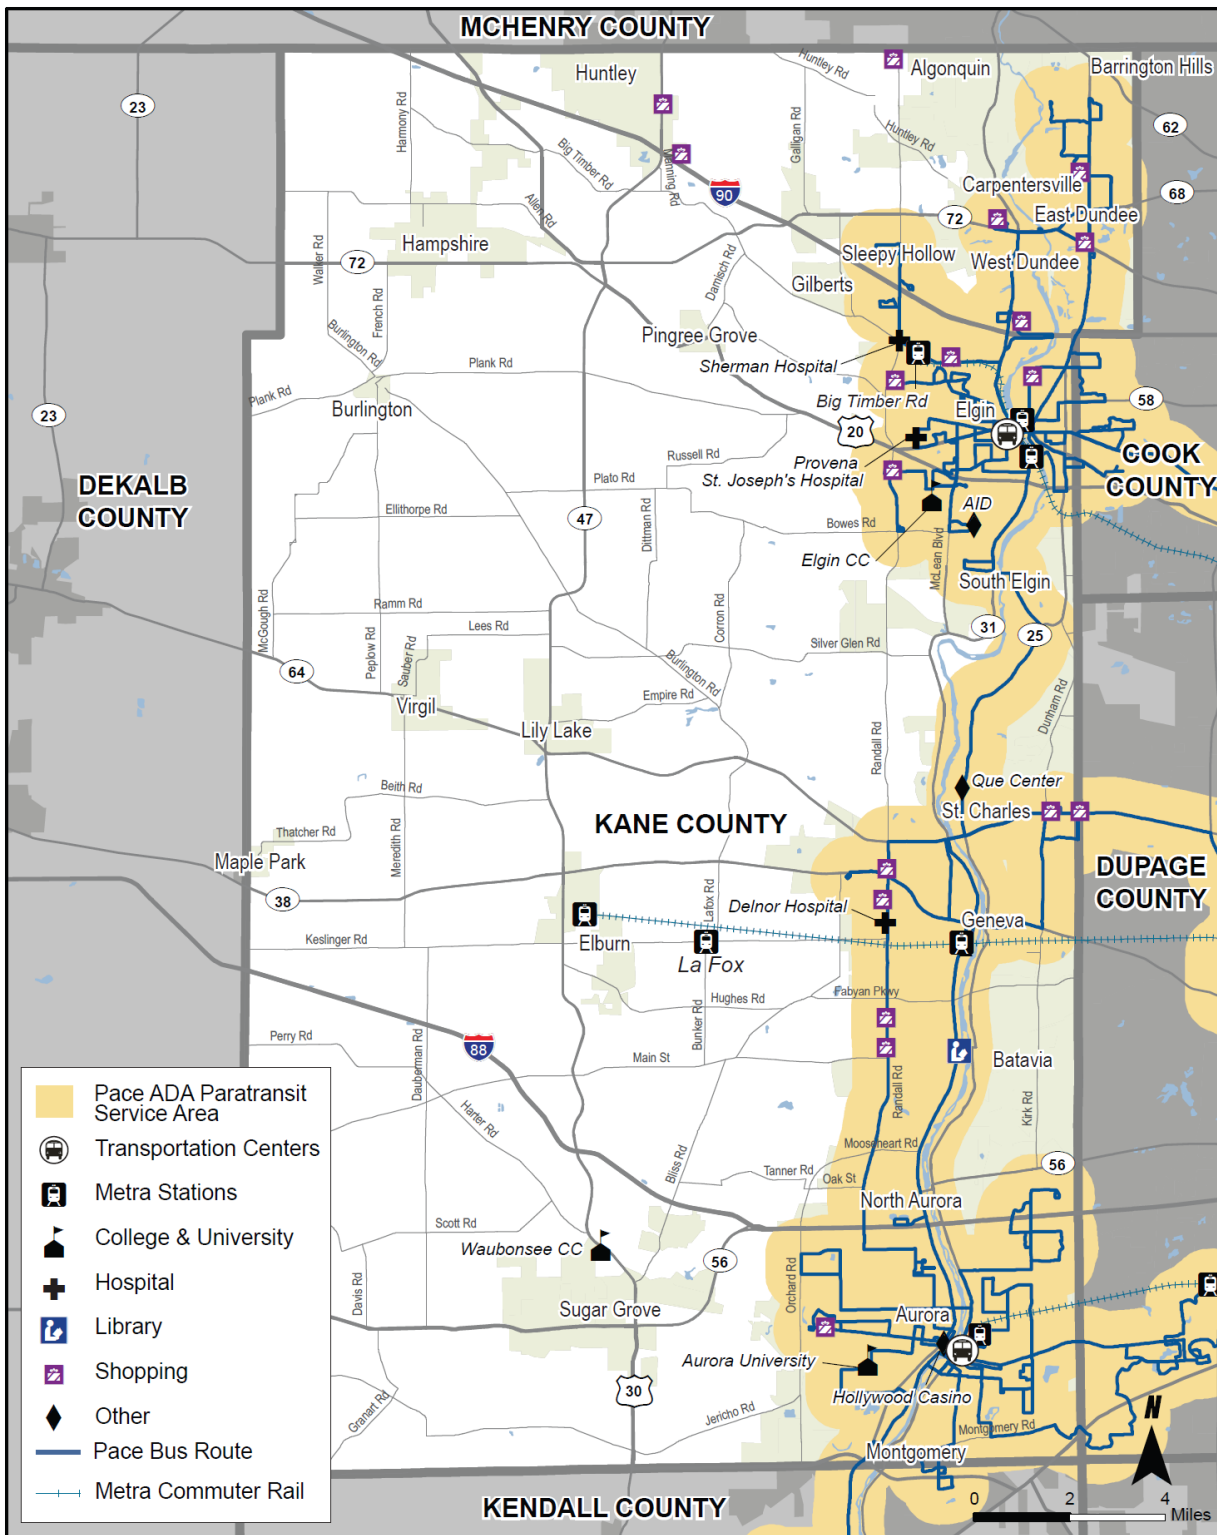 MCHENRY COUNTY
Huntley
Huntley Rd
Algonquin
Barrington Hills
23
Harmony Rd
Big Timber Rd
Manning Rd
Galligan Rd
Huntley Rd
62
90
Carpentersville
68
Allen Rd
72
East Dundee
Hampshire
Walker Rd
72
Sleepy Hollow
West Dundee
Damisch Rd
Gilberts
French Rd
Burlington Rd
Pingree Grove
Sherman Hospital
Plank Rd
Plank Rd
Big Timber Rd
58
23
Burlington
Elgin
20
COOK
COUNTY
Russell Rd
Provena
St. Joseph's Hospital
DEKALB
COUNTY
Plato Rd
Ellithorpe Rd
47
Dittman Rd
AID
Bowes Rd
McLean Blvd
Elgin CC
South Elgin
McGough Rd
Ramm Rd
Lees Rd
Corron Rd
31
25
Silver Glen Rd
Peplow Rd
Sauber Rd
64
Burlington Rd
Empire Rd
Dunham Rd
Virgil
Lily Lake
Randall Rd
Que Center
Beith Rd
St. Charles
KANE COUNTY
Thatcher Rd
Meredith Rd
Maple Park
DUPAGE
COUNTY
38
Lafox Rd
Delnor Hospital
Geneva
Keslinger Rd
Elburn
La Fox
Hughes Rd
Fabyan Pkwy
Bunker Rd
Perry Rd
88
Main St
Batavia
Dauberman Rd
Randall Rd
Kirk Rd
Harter Rd
Mooseheart Rd
Bliss Rd
Tanner Rd
Oak St
56
North Aurora
Scott Rd
Waubonsee CC
56
Davis Rd
Sugar Grove
Orchard Rd
Aurora
Aurora University
Hollywood Casino
30
Granart Rd
Jericho Rd
Montgomery Rd
Montgomery
KENDALL COUNTY
Pace ADA Paratransit
Service Area
Transportation Centers
Metra Stations
College & University
Hospital
Library
Shopping
Other
Pace Bus Route
Metra Commuter Rail
N
0 2 4
Miles